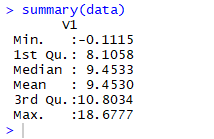 > summary(data)
V1
Min.   :-0.1115
1st Qu.: 8.1058
Median : 9.4533
Mean   : 9.4530
3rd Qu.:10.8034
Max.   :18.6777
>